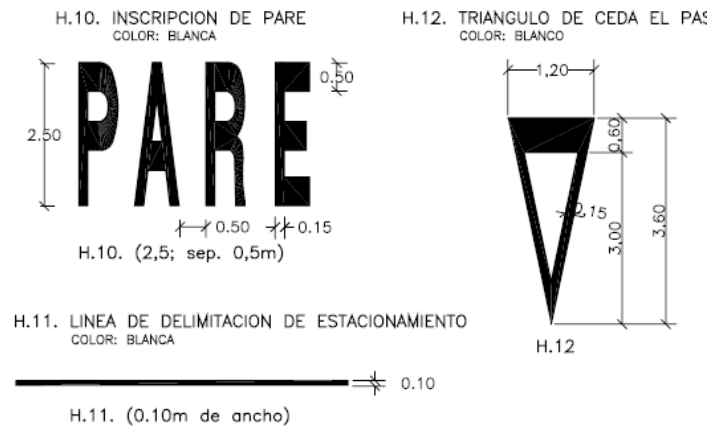 H.10. INSCRIPCION DE PARE
COLOR: BLANCA
PARE
0.50
2.50
0.50
0.15
H.10. (2,5; sep. 0,5m)
H.12. TRIANGULO DE CEDA EL PAS
COLOR: BLANCO
1,20
0,60
0,15
3,00
3,60
H.12
H.11. LINEA DE DELIMITACION DE ESTACIONAMIENTO
COLOR: BLANCA
0.10
H.11. (0.10m de ancho)